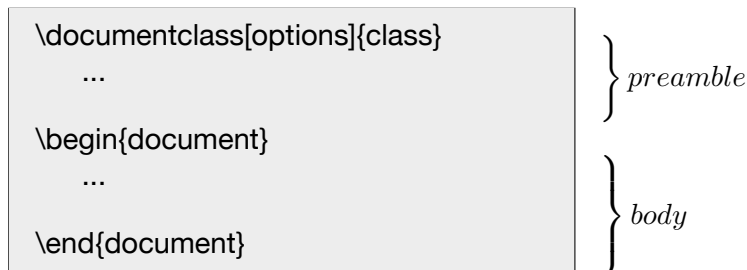 \documentclass[options]{class}
...
preamble
\begin{document}
...
body
\end{document}